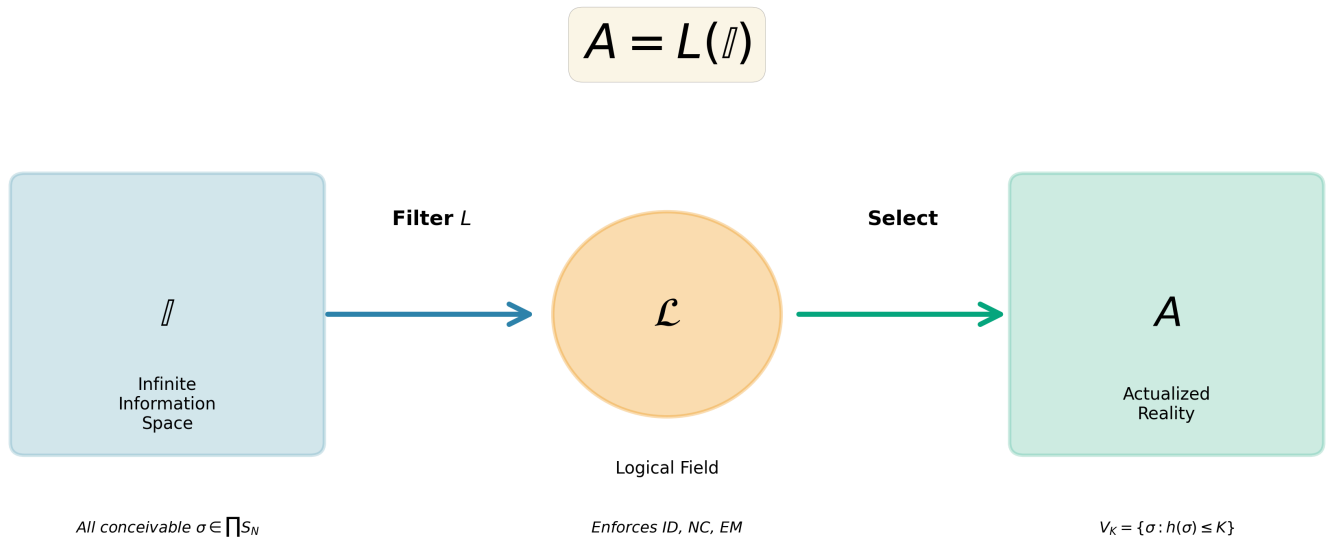 A = L(𝕀)
Filter L
Select
𝕀
ℒ
A
Infinite
Information
Space
Actualized
Reality
Logical Field
All conceivable σ ∈ ∏ S_N
Enforces ID, NC, EM
V_K = {σ : h(σ) ≤ K}